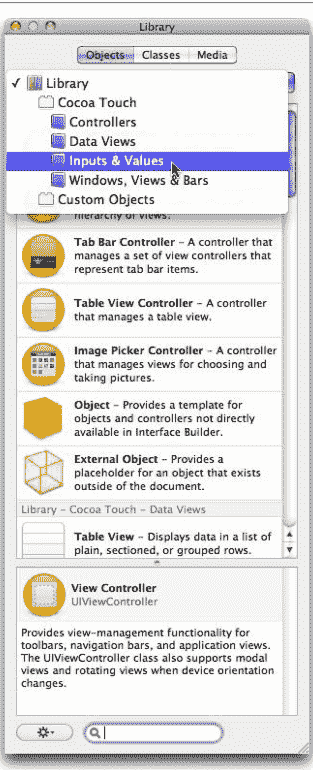 Library
Objects Classes Media
✓ Library
Cocoa Touch
Controllers
Data Views
Inputs & Values
Windows, Views & Bars
Custom Objects
hierarchy of views.
Tab Bar Controller – A controller that
manages a set of view controllers that
represent tab bar items.
Table View Controller – A controller
that manages a table view.
Image Picker Controller – A controller
that manages views for choosing and
taking pictures.
Object – Provides a template for
objects and controllers not directly
available in Interface Builder.
External Object – Provides a
placeholder for an object that exists
outside of the document.
Library – Cocoa Touch – Data Views
Table View – Displays data in a list of
plain, sectioned, or grouped rows.
View Controller
UIViewController
Provides view-management functionality for
toolbars, navigation bars, and application views.
The UIViewController class also supports modal
views and rotating views when device orientation
changes.